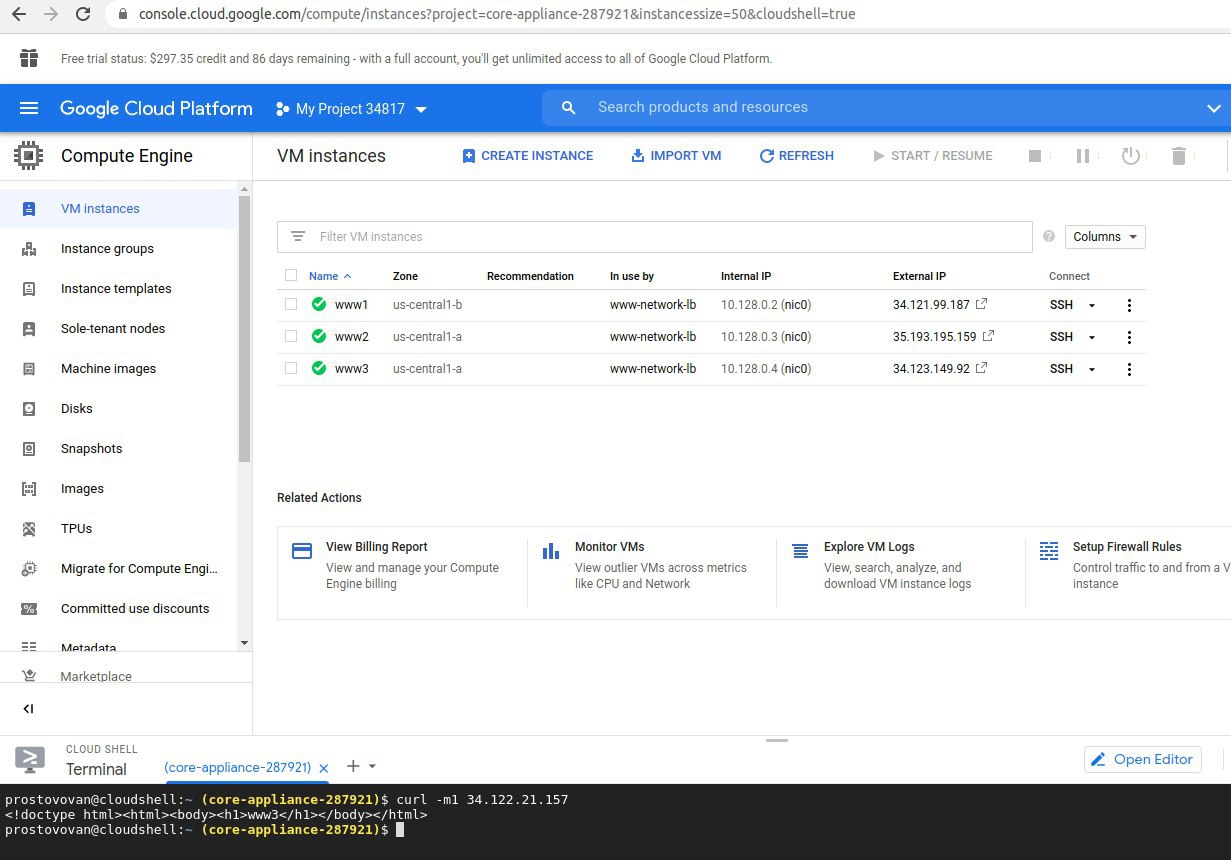 console.cloud.google.com/compute/instances?project=core-appliance-287921&instancessize=50&cloudshell=true
Free trial status: $297.35 credit and 86 days remaining - with a full account, you'll get unlimited access to all of Google Cloud Platform.
Google Cloud Platform My Project 34817 Search products and resources
Compute Engine VM instances CREATE INSTANCE IMPORT VM REFRESH START / RESUME
VM instances
Instance groups
Instance templates
Sole-tenant nodes
Machine images
Disks
Snapshots
Images
TPUs
Migrate for Compute Engi...
Committed use discounts
Metadata
Marketplace
Filter VM instances Columns
Name Zone Recommendation In use by Internal IP External IP Connect
www1 us-central1-b www-network-lb 10.128.0.2 (nic0) 34.121.99.187 SSH
www2 us-central1-a www-network-lb 10.128.0.3 (nic0) 35.193.195.159 SSH
www3 us-central1-a www-network-lb 10.128.0.4 (nic0) 34.123.149.92 SSH
Related Actions
View Billing Report
View and manage your Compute
Engine billing
Monitor VMs
View outlier VMs across metrics
like CPU and Network
Explore VM Logs
View, search, analyze, and
download VM instance logs
Setup Firewall Rules
Control traffic to and from a V
instance
CLOUD SHELL
Terminal (core-appliance-287921) Open Editor
prostovovan@cloudshell:~ (core-appliance-287921)$ curl -m1 34.122.21.157
<!doctype html><html><body><h1>www3</h1></body></html>
prostovovan@cloudshell:~ (core-appliance-287921)$